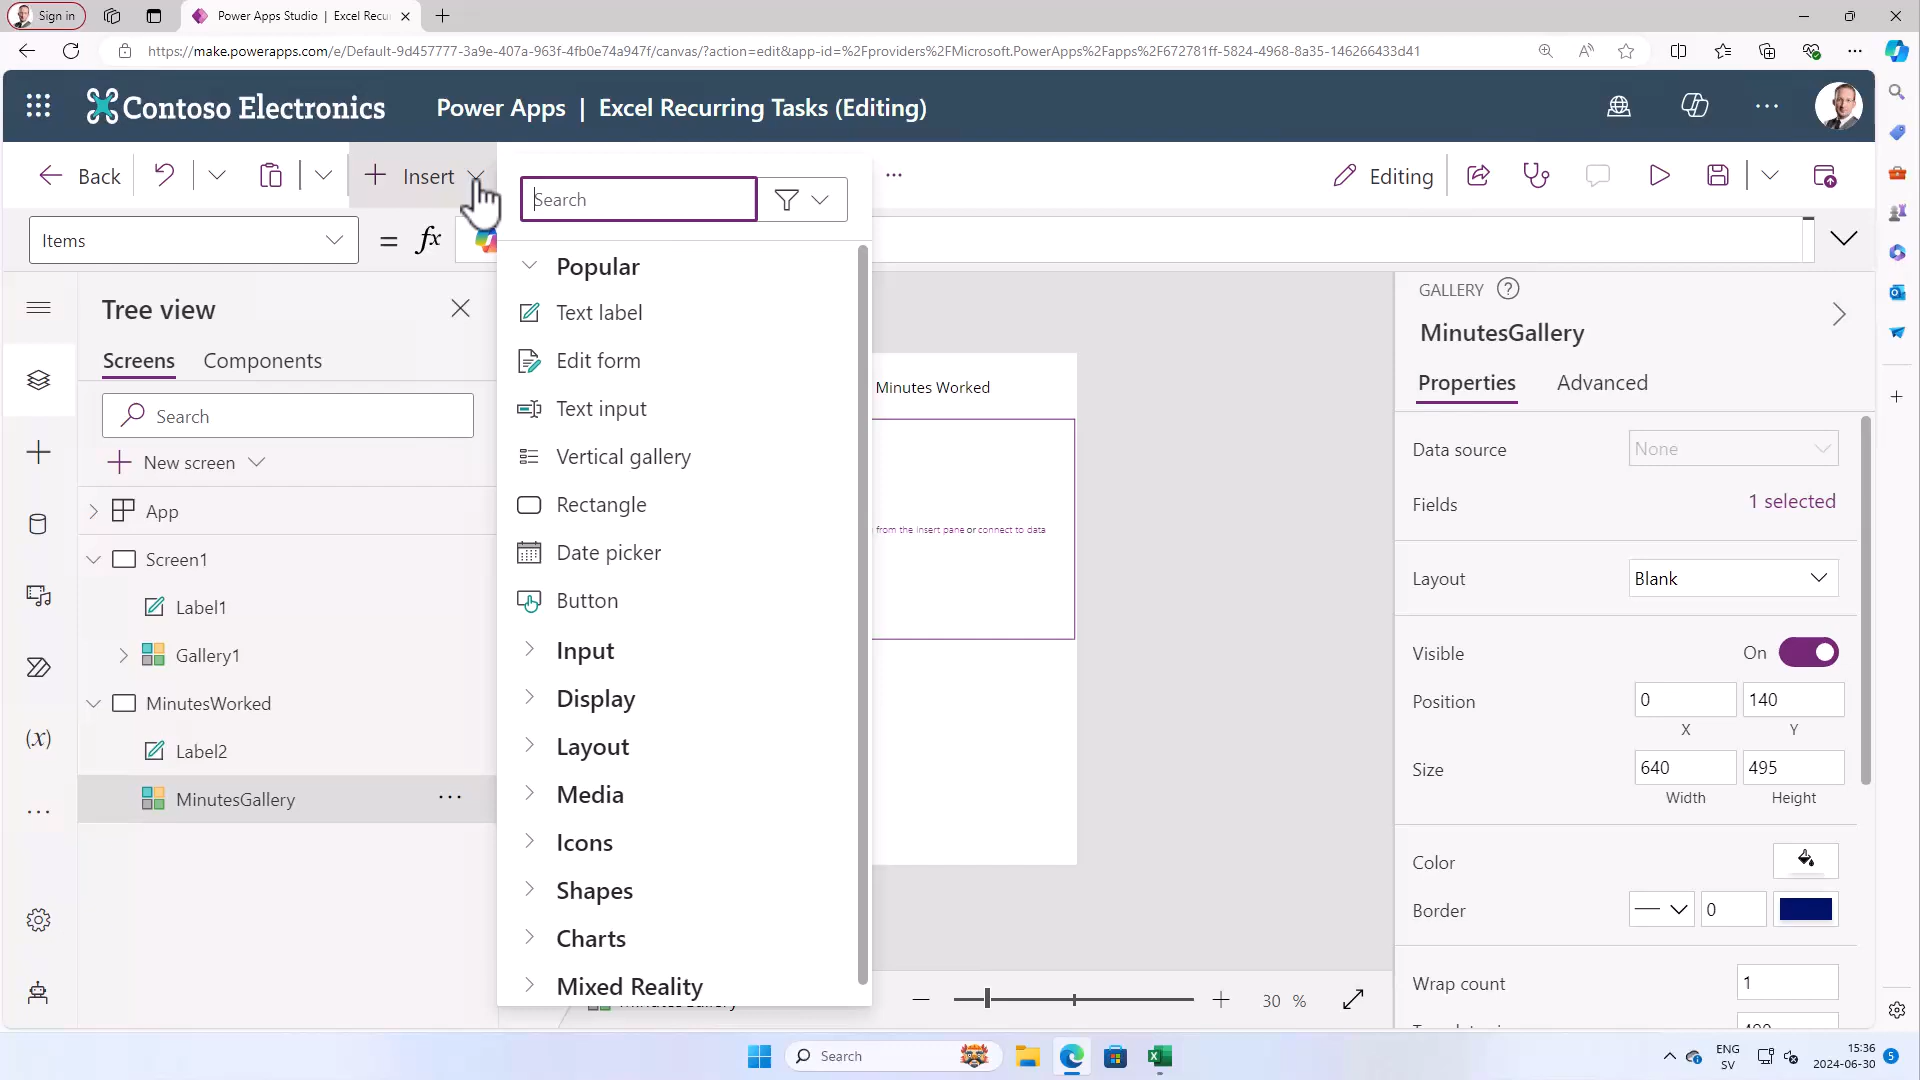 Sign in
Power Apps Studio | Excel Recu
https://make.powerapps.com/e/Default-9d457777-3a9e-407a-963f-4fb0e74a947f/canvas/?action=edit&app-id=%2Fproviders%2FMicrosoft.PowerApps%2Fapps%2F672781ff-5824-4968-8a35-146266433d41
Contoso Electronics
Power Apps | Excel Recurring Tasks (Editing)
Back
Insert
Search
Editing
Items
= fx
Popular
Text label
Edit form
Text input
Vertical gallery
Rectangle
Date picker
Button
Input
Display
Layout
Media
Icons
Shapes
Charts
Mixed Reality
Tree view
Screens
Components
Search
New screen
App
Screen1
Label1
Gallery1
MinutesWorked
Label2
MinutesGallery
Minutes Worked
from the insert pane or connect to data
30 %
GALLERY
MinutesGallery
Properties
Advanced
Data source
None
Fields
1 selected
Layout
Blank
Visible
On
Position
0
140
X
Y
Size
640
495
Width
Height
Color
Border
0
Wrap count
1
Search
ENG
SV
15:36
2024-06-30
5